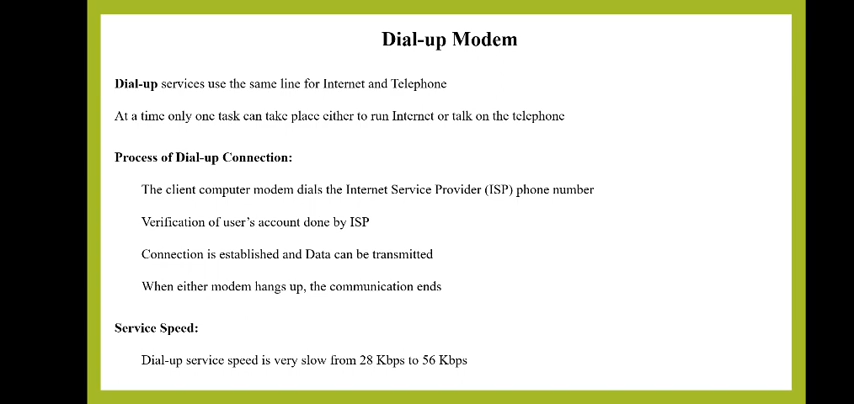 Dial-up Modem
Dial-up services use the same line for Internet and Telephone
At a time only one task can take place either to run Internet or talk on the telephone
Process of Dial-up Connection:
The client computer modem dials the Internet Service Provider (ISP) phone number
Verification of user's account done by ISP
Connection is established and Data can be transmitted
When either modem hangs up, the communication ends
Service Speed:
Dial-up service speed is very slow from 28 Kbps to 56 Kbps